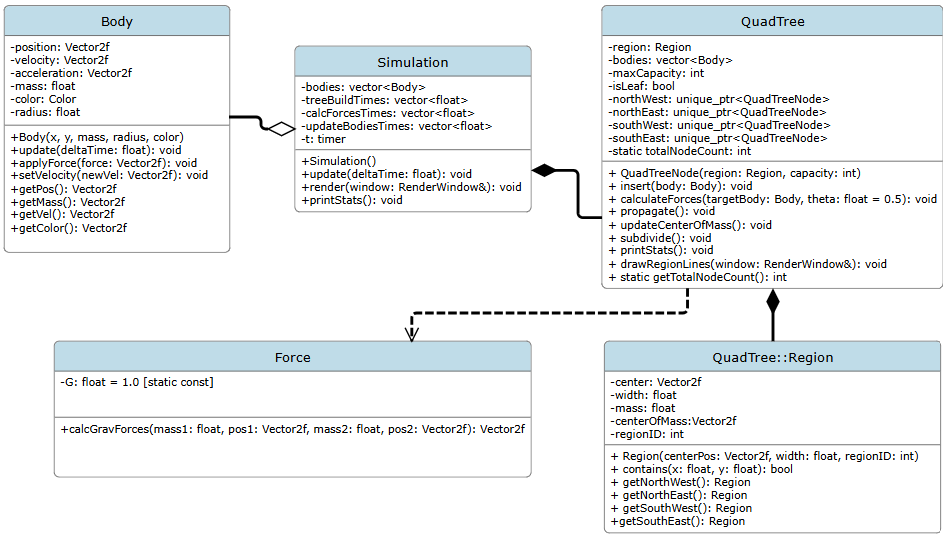 Body
-position: Vector2f
-velocity: Vector2f
-acceleration: Vector2f
-mass: float
-color: Color
-radius: float
+Body(x, y, mass, radius, color)
+update(deltaTime: float): void
+applyForce(force: Vector2f): void
+setVelocity(newVel: Vector2f): void
+getPos(): Vector2f
+getMass(): Vector2f
+getVel(): Vector2f
+getColor(): Vector2f
Simulation
-bodies: vector<Body>
-treeBuildTimes: vector<float>
-calcForcesTimes: vector<float>
-updateBodiesTimes: vector<float>
-t: timer
+Simulation()
+update(deltaTime: float): void
+render(window: RenderWindow&): void
+printStats(): void
QuadTree
-region: Region
-bodies: vector<Body>
-maxCapacity: int
-isLeaf: bool
-northWest: unique_ptr<QuadTreeNode>
-northEast: unique_ptr<QuadTreeNode>
-southWest: unique_ptr<QuadTreeNode>
-southEast: unique_ptr<QuadTreeNode>
-static totalNodeCount: int
+ QuadTreeNode(region: Region, capacity: int)
+ insert(body: Body): void
+ calculateForces(targetBody: Body, theta: float = 0.5): void
+ propagate(): void
+ updateCenterOfMass(): void
+ subdivide(): void
+ printStats(): void
+ drawRegionLines(window: RenderWindow&): void
+ static getTotalNodeCount(): int
Force
-G: float = 1.0 [static const]
+calcGravForces(mass1: float, pos1: Vector2f, mass2: float, pos2: Vector2f): Vector2f
QuadTree::Region
-center: Vector2f
-width: float
-mass: float
-centerOfMass:Vector2f
-regionID: int
+ Region(centerPos: Vector2f, width: float, regionID: int)
+ contains(x: float, y: float): bool
+ getNorthWest(): Region
+ getNorthEast(): Region
+ getSouthWest(): Region
+getSouthEast(): Region